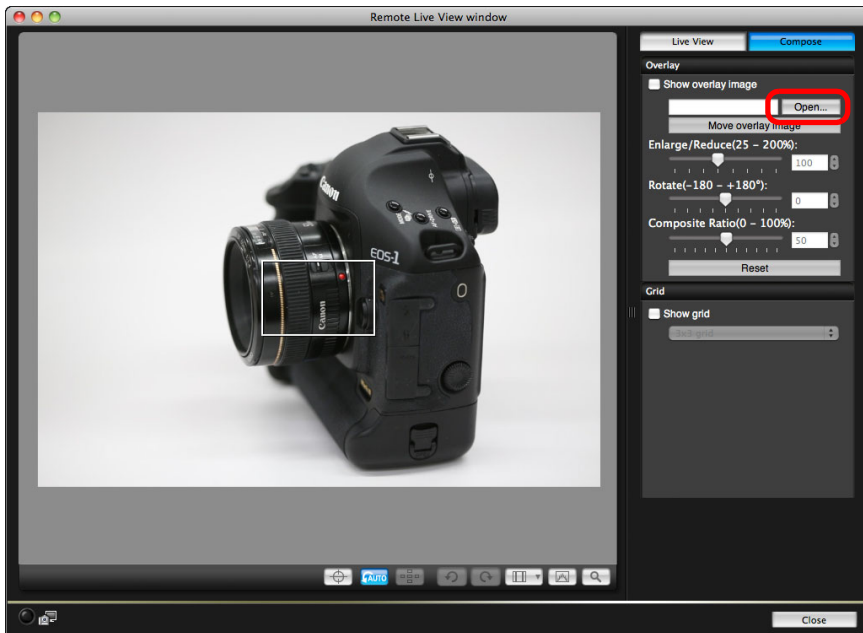 Remote Live View window
Live View
Compose
Overlay
Show overlay image
Open...
Move overlay image
Enlarge/Reduce(25 – 200%):
100
Rotate(-180 – +180°):
0
Composite Ratio(0 – 100%):
50
Reset
Grid
Show grid
3x3 grid
Canon
EOS-1
Canon
AUTO
Close